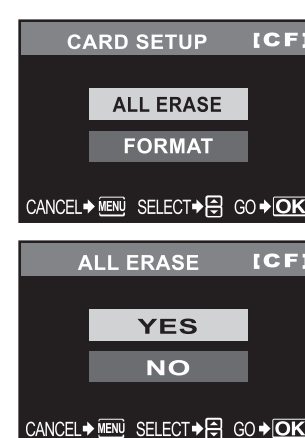 CARD SETUP [CF]
ALL ERASE
FORMAT
CANCEL➜MENU SELECT➜ GO➜OK
ALL ERASE [CF]
YES
NO
CANCEL➜MENU SELECT➜ GO➜OK